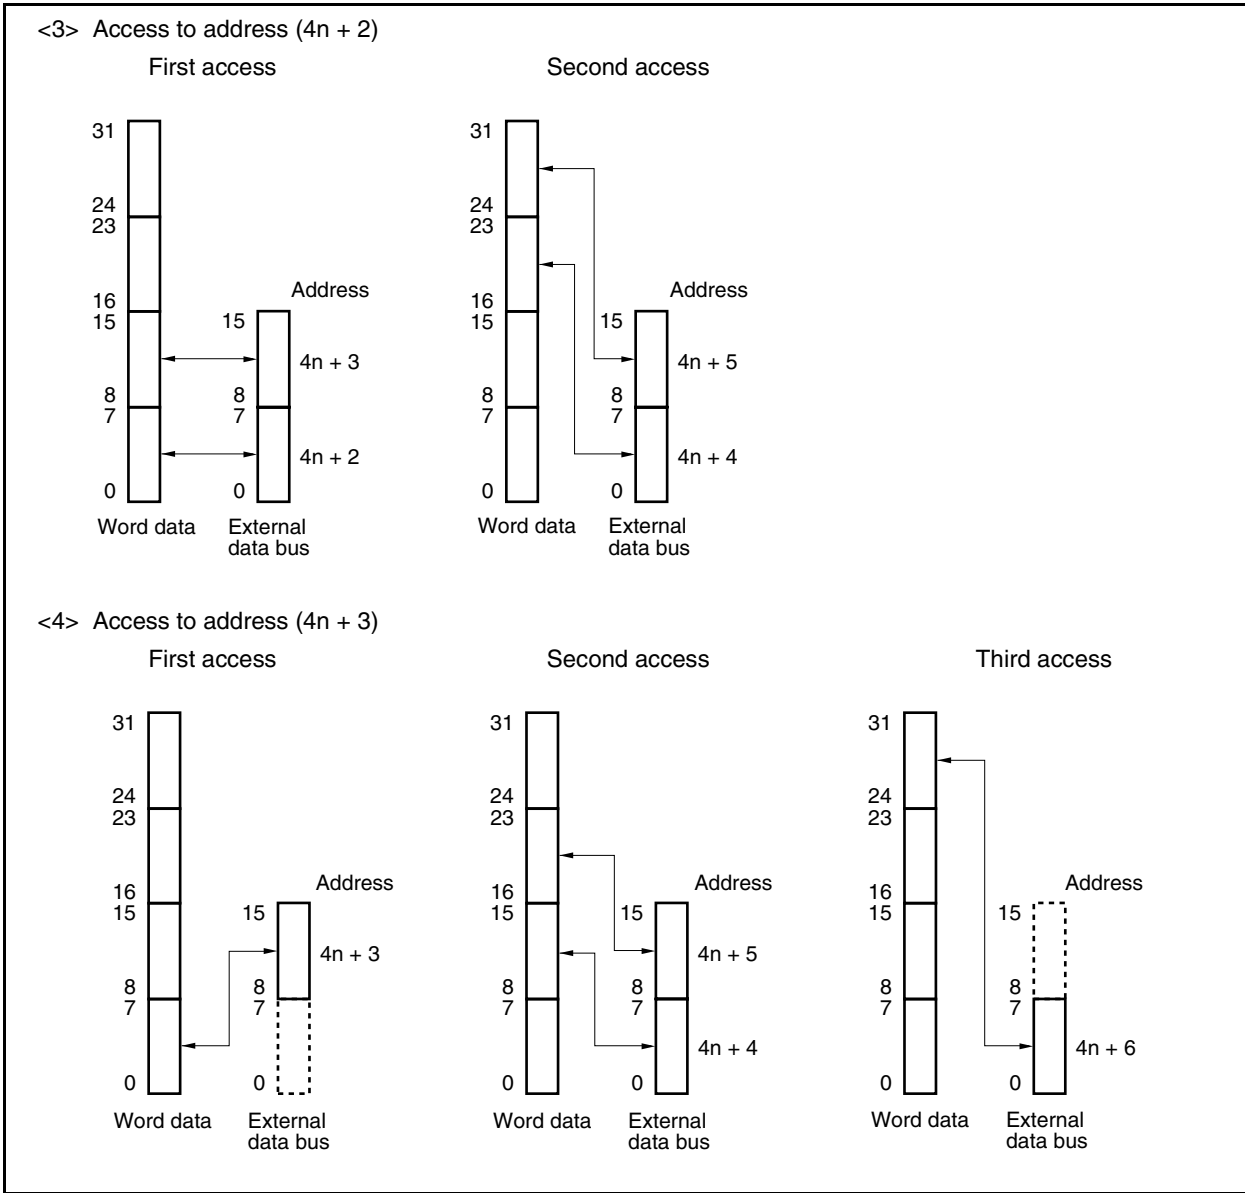 <3> Access to address (4n + 2)
First access
Second access
31
24
23
16
15
8
7
0
Address
15
4n + 3
8
7
4n + 2
0
Word data
External
data bus
31
24
23
16
15
8
7
0
Address
15
4n + 5
8
7
4n + 4
0
Word data
External
data bus
<4> Access to address (4n + 3)
First access
Second access
Third access
31
24
23
16
15
8
7
0
Address
15
4n + 3
8
7
0
Word data
External
data bus
31
24
23
16
15
8
7
0
Address
15
4n + 5
8
7
4n + 4
0
Word data
External
data bus
31
24
23
16
15
8
7
0
Address
15
8
7
4n + 6
0
Word data
External
data bus